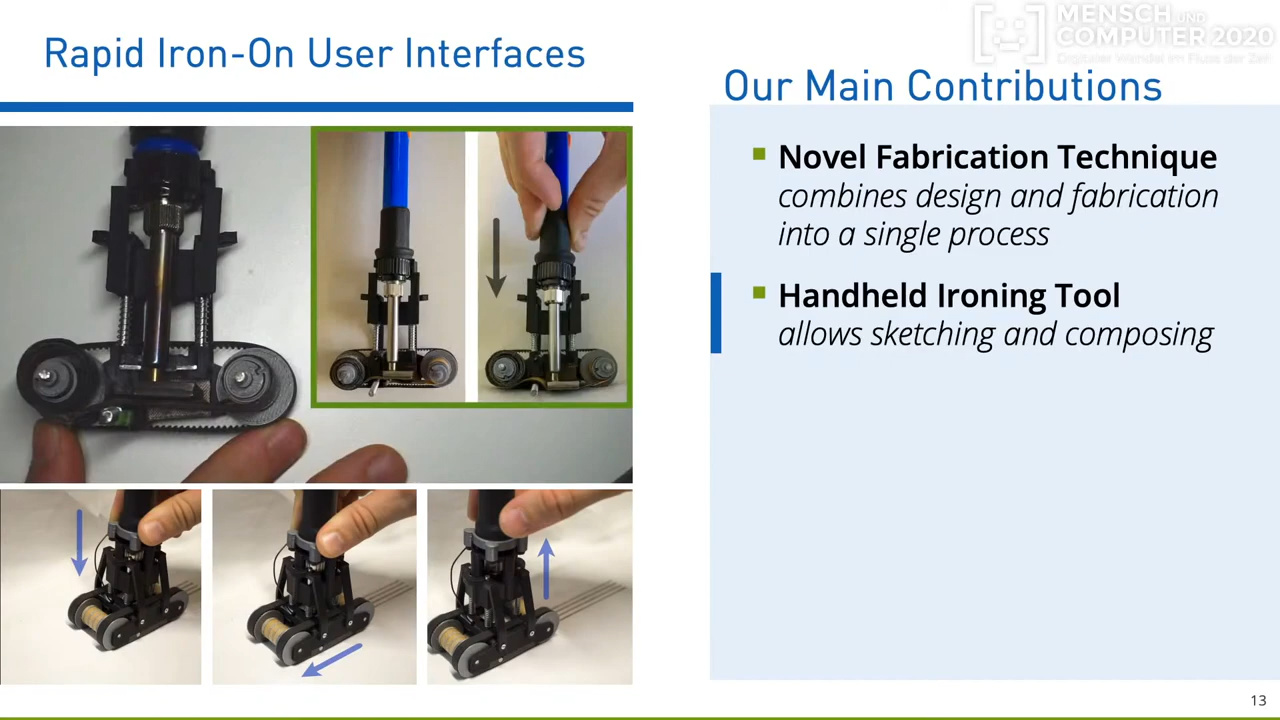 Rapid Iron-On User Interfaces
MENSCH UND
COMPUTER 2020
Digitaler Wandel im Fluss der Zeit
Our Main Contributions
Novel Fabrication Technique
combines design and fabrication
into a single process
Handheld Ironing Tool
allows sketching and composing
13